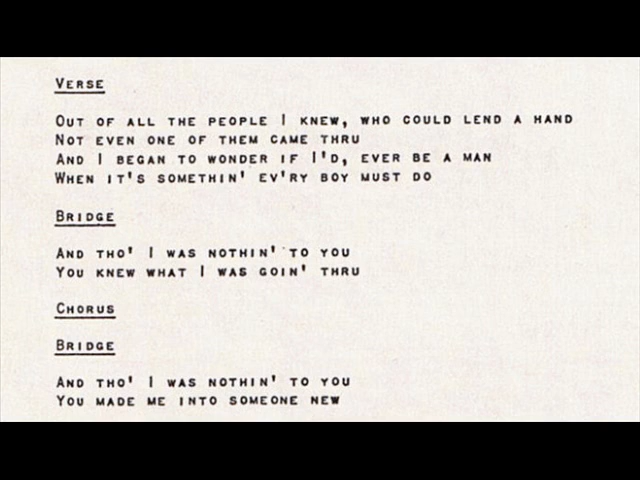 VERSE
OUT OF ALL THE PEOPLE I KNEW, WHO COULD LEND A HAND
NOT EVEN ONE OF THEM CAME THRU
AND I BEGAN TO WONDER IF I'D, EVER BE A MAN
WHEN IT'S SOMETHIN' EV'RY BOY MUST DO
BRIDGE
AND THO' I WAS NOTHIN' TO YOU
YOU KNEW WHAT I WAS GOIN' THRU
CHORUS
BRIDGE
AND THO' I WAS NOTHIN' TO YOU
YOU MADE ME INTO SOMEONE NEW